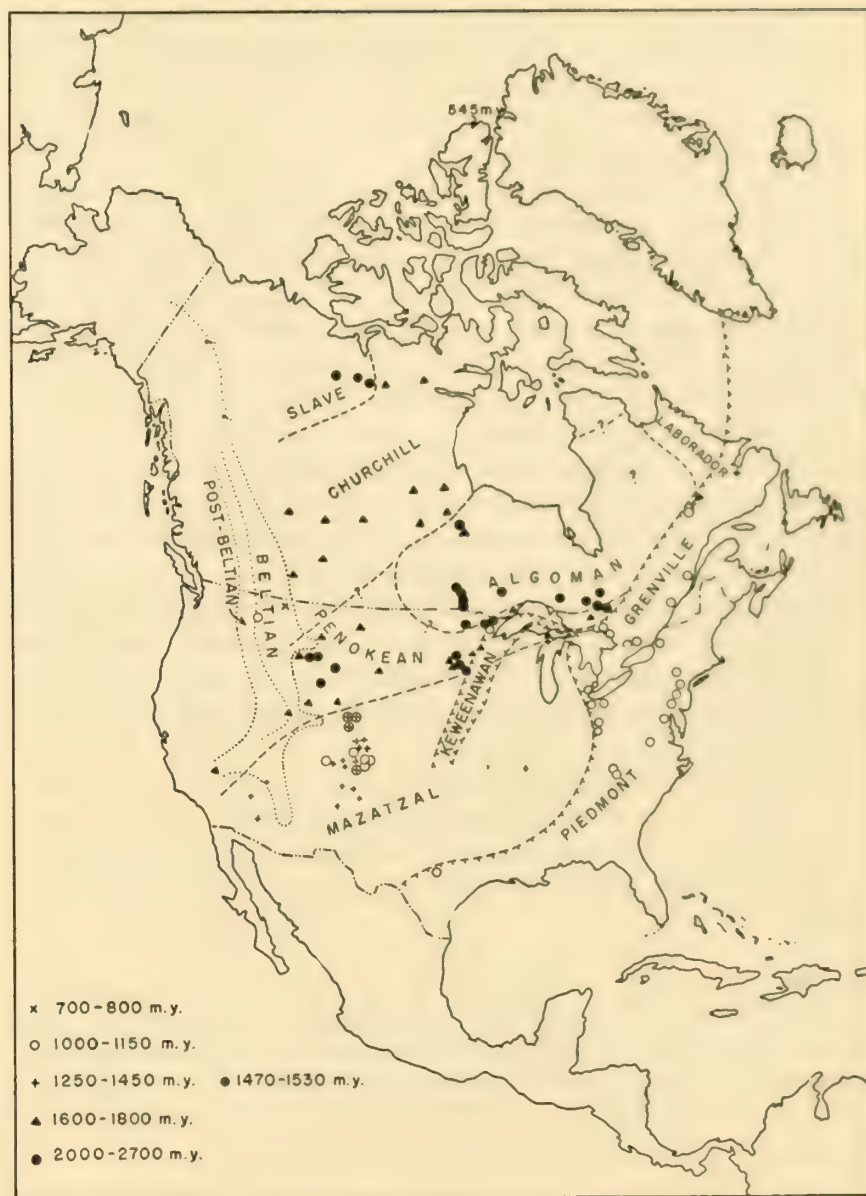 545 m.y.
SLAVE
CHURCHILL
LABORADOR
?
?
POST-BELTIAN
BELTIAN
?
ALGOMAN
GRENVILLE
?
PENOKEAN
KEWEENAWAN
MAZATZAL
PIEDMONT
x 700-800 m.y.
○ 1000-1150 m.y.
+ 1250-1450 m.y. ● 1470-1530 m.y.
▲ 1600-1800 m.y.
● 2000-2700 m.y.